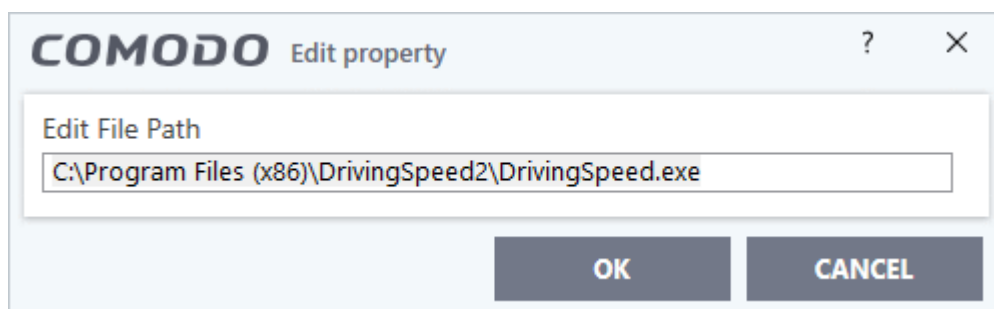 COMODO Edit property ? ×
Edit File Path
C:\Program Files (x86)\DrivingSpeed2\DrivingSpeed.exe
OK CANCEL